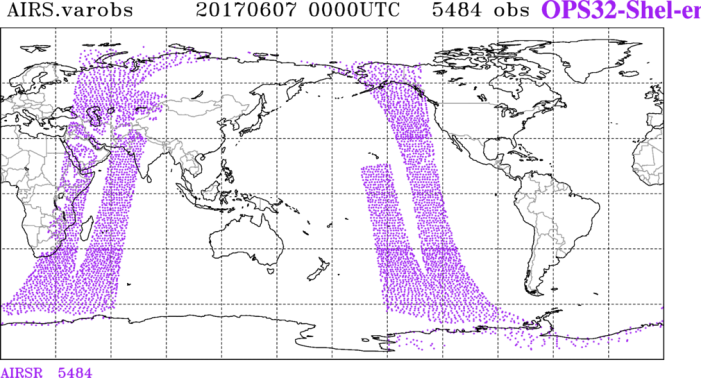 AIRS.varobs 20170607 0000UTC 5484 obs OPS32-Shel-er
AIRSR 5484